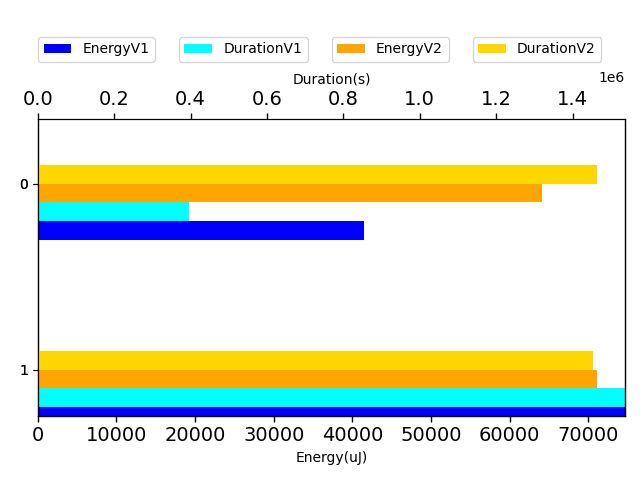 EnergyV1 DurationV1 EnergyV2 DurationV2
Duration(s)
1e6
0.0 0.2 0.4 0.6 0.8 1.0 1.2 1.4
0
1
0 10000 20000 30000 40000 50000 60000 70000
Energy(uJ)